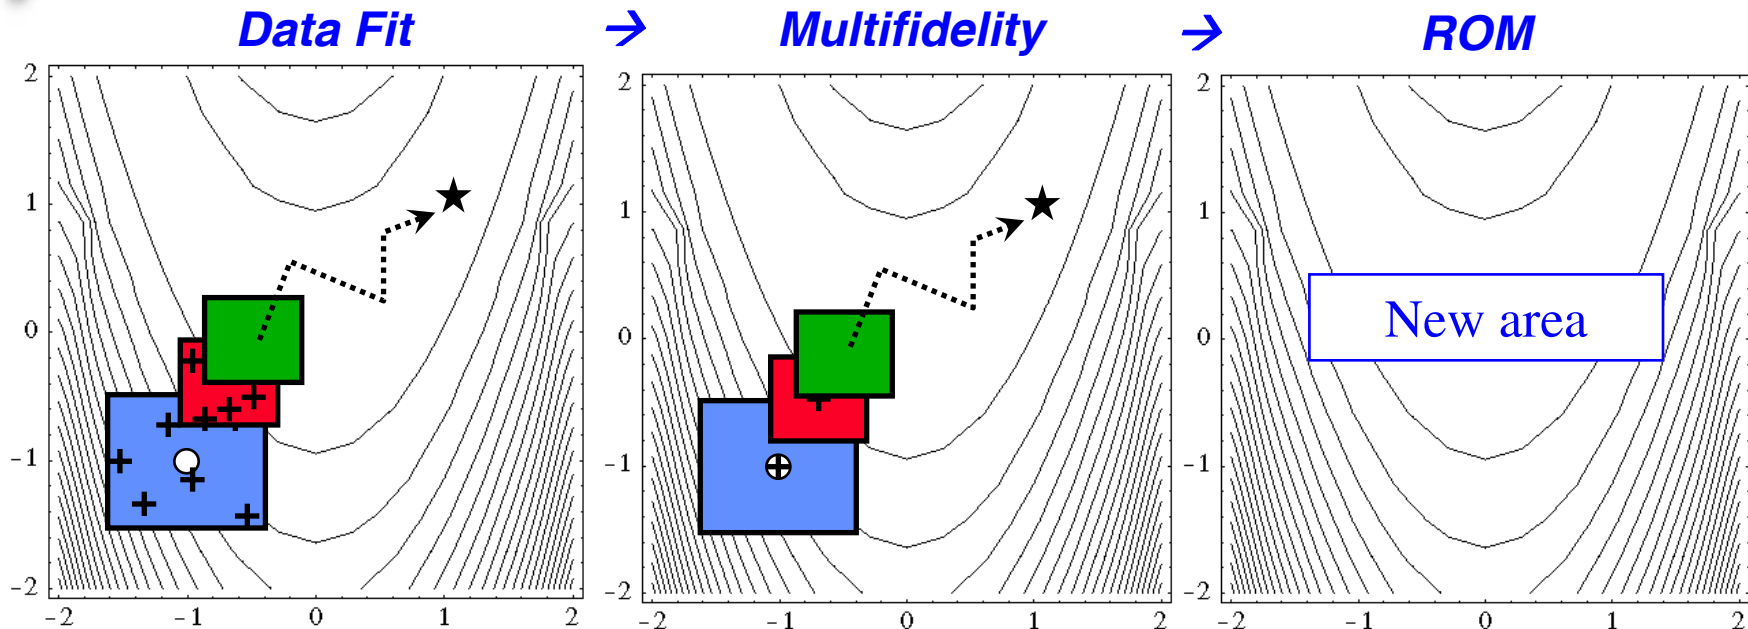 Data Fit → Multifidelity → ROM
2 2 2
1 1 1
0 0 0
New area
-1 -1 -1
-2 -2 -2
-2 -1 0 1 2 -2 -1 0 1 2 -2 -1 0 1 2